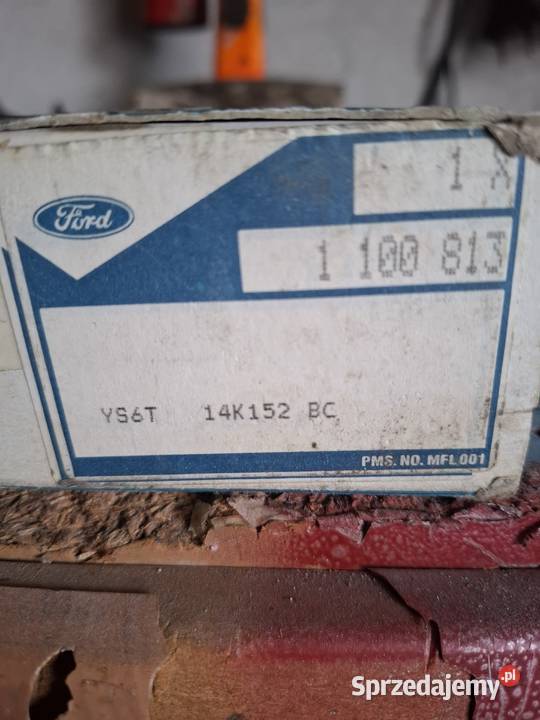 1 X
Ford
1 100 813
YS6T 14K152 BC
PMS. NO. MFL001
Sprzedajemy.pl